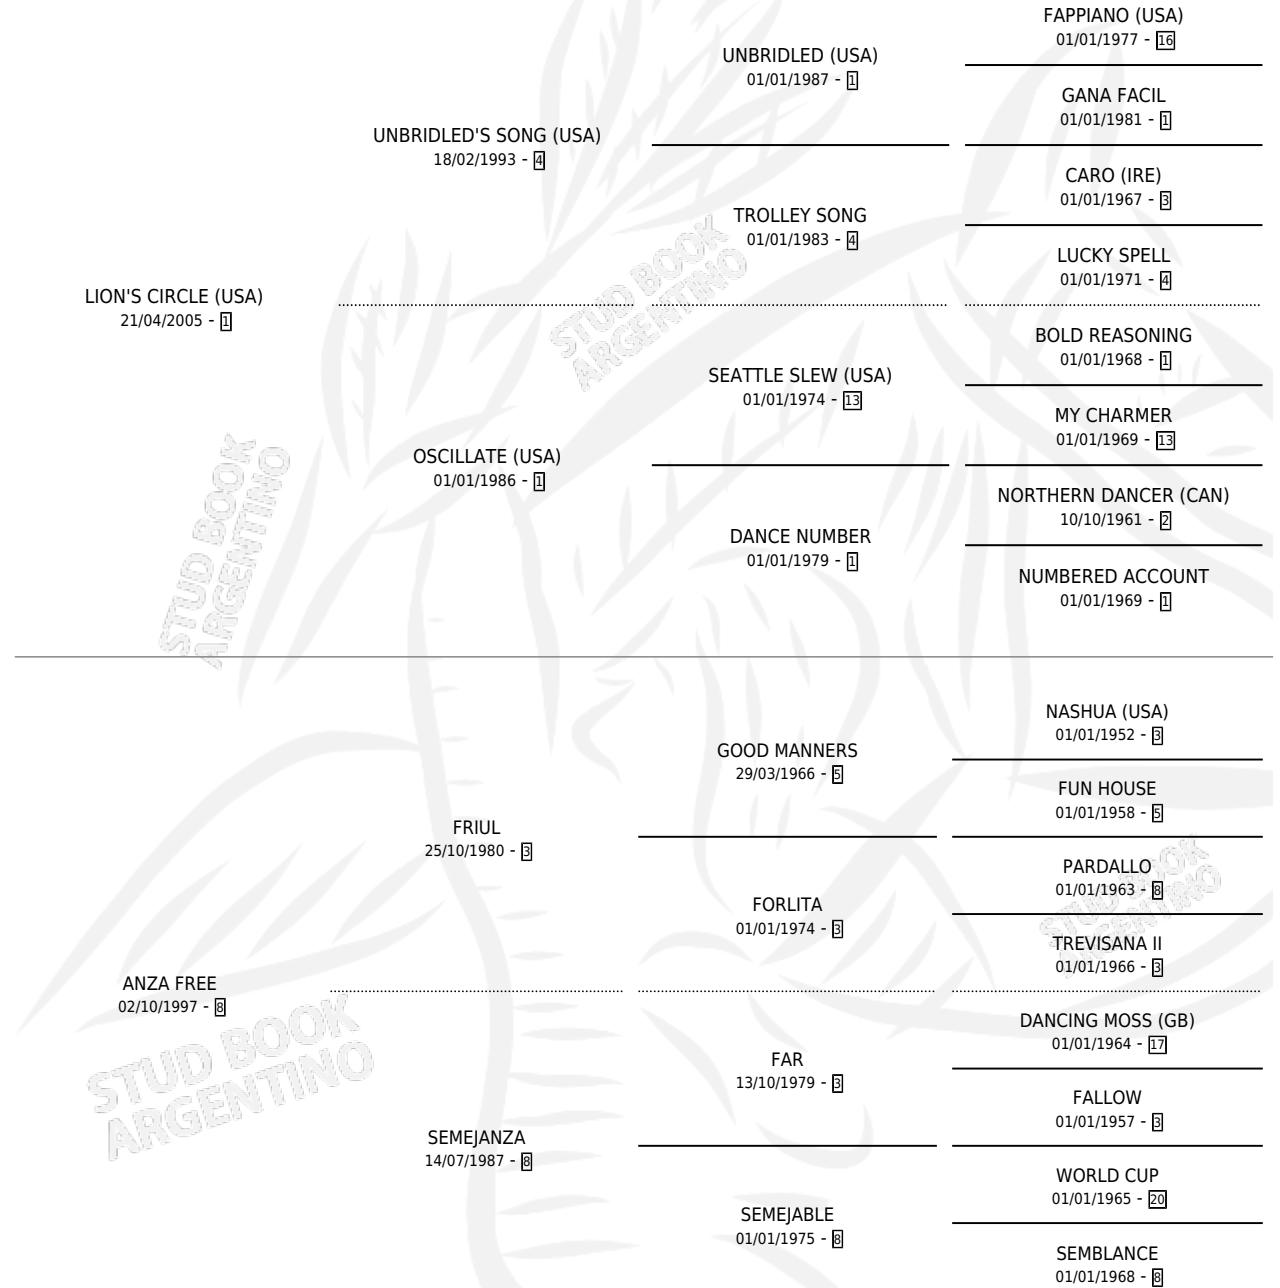 FAPPIANO (USA)
01/01/1977 - 16
UNBRIDLED (USA)
01/01/1987 - 1
GANA FACIL
01/01/1981 - 1
UNBRIDLED'S SONG (USA)
18/02/1993 - 4
CARO (IRE)
01/01/1967 - 3
TROLLEY SONG
01/01/1983 - 4
LUCKY SPELL
01/01/1971 - 4
LION'S CIRCLE (USA)
21/04/2005 - 1
STUD BOOK
ARGENTINO
BOLD REASONING
01/01/1968 - 1
SEATTLE SLEW (USA)
01/01/1974 - 13
MY CHARMER
01/01/1969 - 13
OSCILLATE (USA)
01/01/1986 - 1
NORTHERN DANCER (CAN)
10/10/1961 - 2
DANCE NUMBER
01/01/1979 - 1
NUMBERED ACCOUNT
01/01/1969 - 1
STUD BOOK
ARGENTINO
NASHUA (USA)
01/01/1952 - 3
GOOD MANNERS
29/03/1966 - 5
FUN HOUSE
01/01/1958 - 5
FRIUL
25/10/1980 - 3
PARDALLO
01/01/1963 - 8
FORLITA
01/01/1974 - 3
STUD BOOK
ARGENTINO
TREVISANA II
01/01/1966 - 3
ANZA FREE
02/10/1997 - 8
DANCING MOSS (GB)
01/01/1964 - 17
FAR
13/10/1979 - 3
STUD BOOK
ARGENTINO
FALLOW
01/01/1957 - 3
SEMEJANZA
14/07/1987 - 8
WORLD CUP
01/01/1965 - 20
SEMEJABLE
01/01/1975 - 8
SEMBLANCE
01/01/1968 - 8